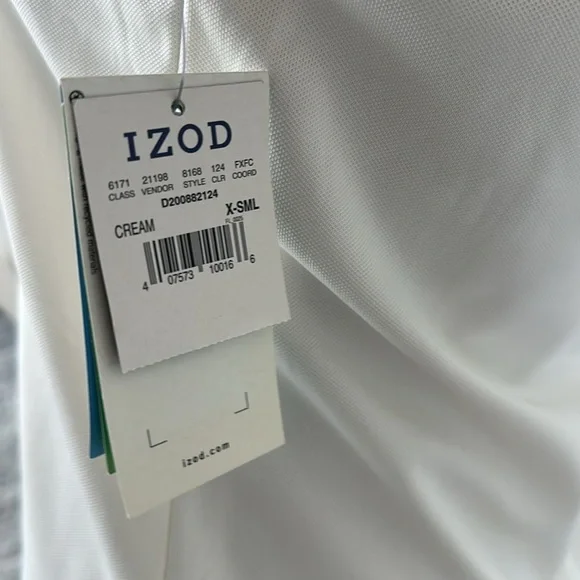 IZOD
6171 21198 8168 124 FXFC
CLASS VENDOR STYLE CLR COORD
D200882124
X-SML
CREAM
4 07573 10016 6
izod.com